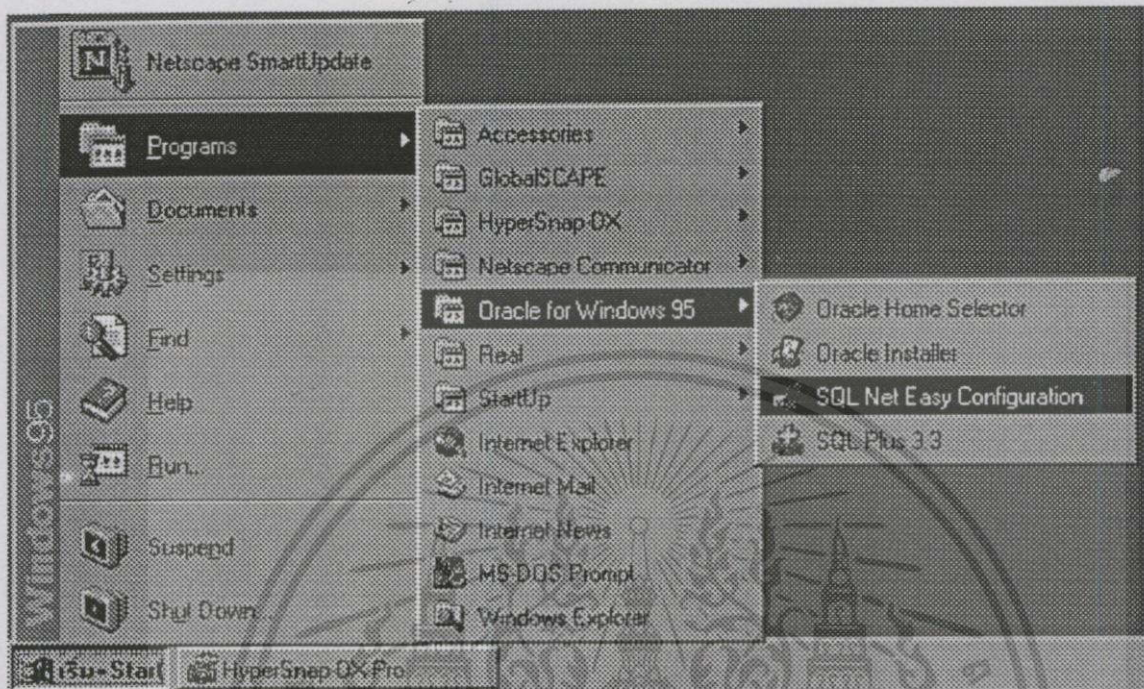 Netscape SmartUpdate
Programs
Documents
Settings
Find
Help
Run...
Suspend
Shut Down...
Windows 95
Accessories
GlobalSCAPE
HyperSnap-DX
Netscape Communicator
Oracle for Windows 95
Real
StartUp
Internet Explorer
Internet Mail
Internet News
MS-DOS Prompt
Windows Explorer
Oracle Home Selector
Oracle Installer
SQL Net Easy Configuration
SQL Plus 3.3
เริ่ม-Start
HyperSnap-DX Pro